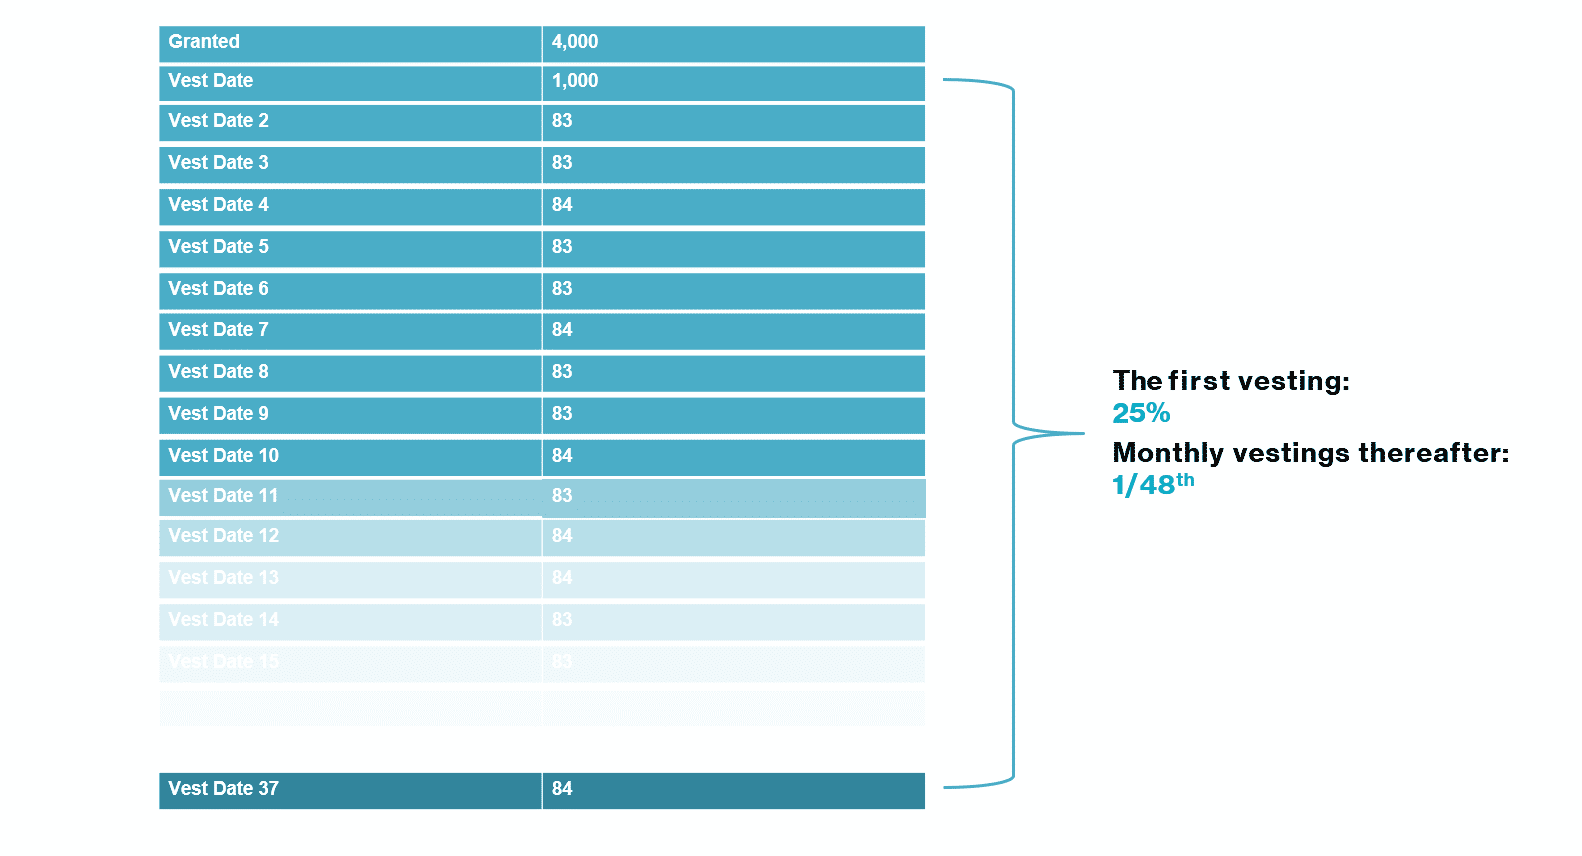 Granted 4,000
Vest Date 1,000
Vest Date 2 83
Vest Date 3 83
Vest Date 4 84
Vest Date 5 83
Vest Date 6 83
Vest Date 7 84
Vest Date 8 83
Vest Date 9 83
Vest Date 10 84
Vest Date 11 83
Vest Date 12 84
Vest Date 13 84
Vest Date 14 83
Vest Date 15 83
Vest Date 37 84
The first vesting:
25%
Monthly vestings thereafter:
1/48th